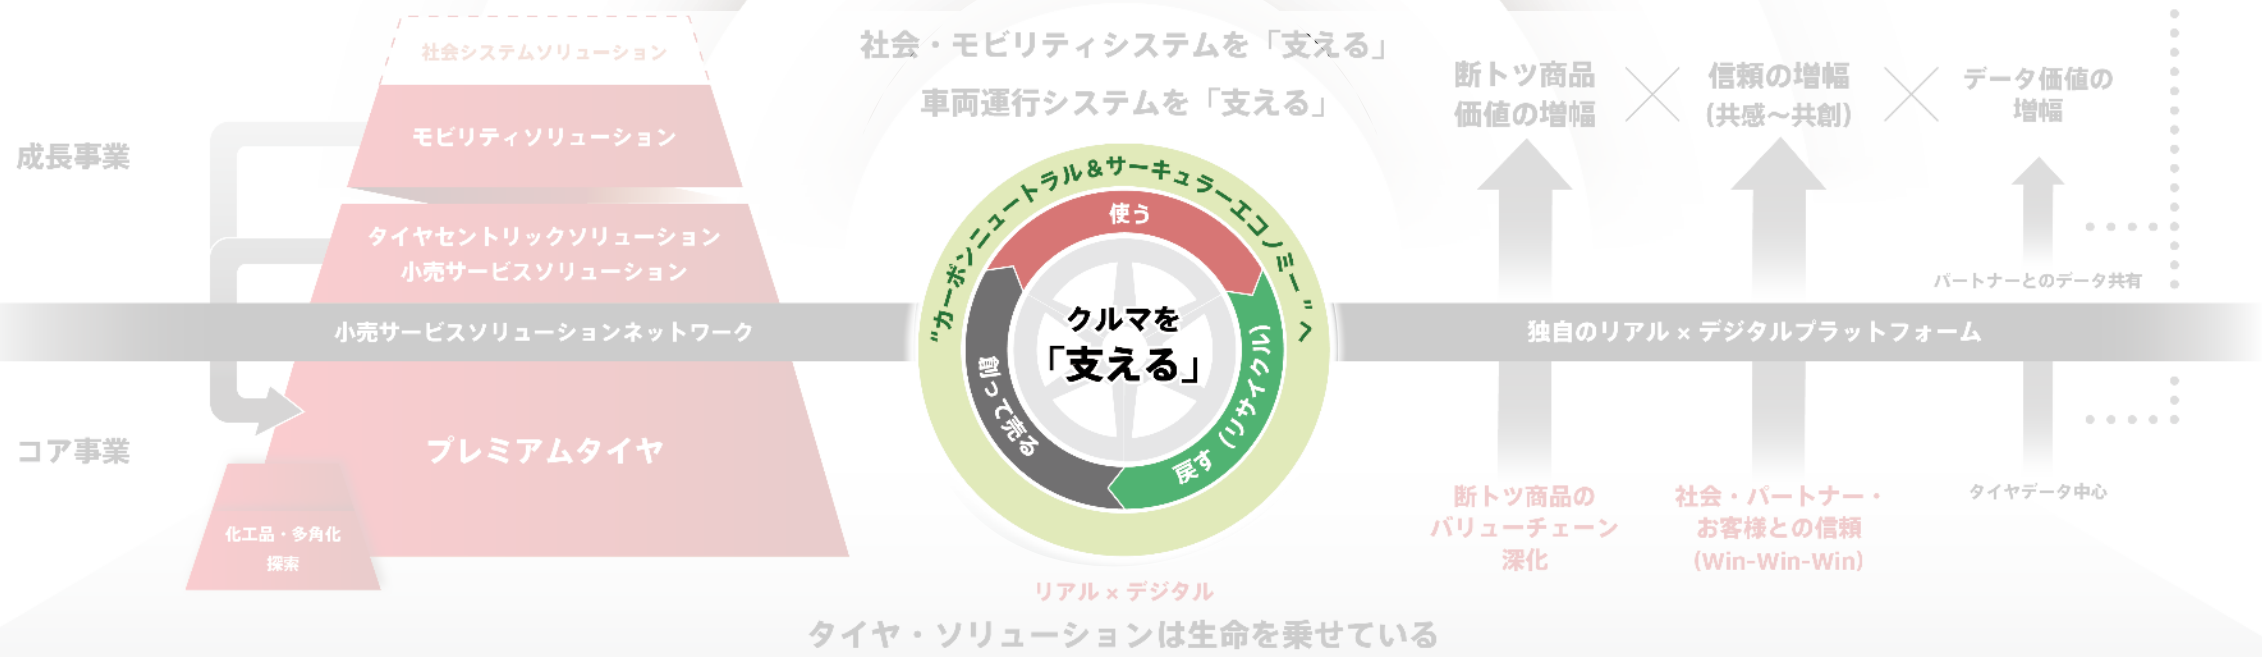 社会システムソリューション
モビリティソリューション
成長事業
タイヤセントリックソリューション
小売サービスソリューション
小売サービスソリューションネットワーク
コア事業
プレミアムタイヤ
化工品・多角化
探索
社会・モビリティシステムを「支える」
車両運行システムを「支える」
"カーボンニュートラル＆サーキュラーエコノミー"へ
使う
クルマを
「支える」
創って売る
戻す（リサイクル）
リアル × デジタル
タイヤ・ソリューションは生命を乗せている
断トツ商品
価値の増幅
信頼の増幅
(共感～共創)
データ価値の
増幅
パートナーとのデータ共有
独自のリアル × デジタルプラットフォーム
断トツ商品の
バリューチェーン
深化
社会・パートナー・
お客様との信頼
(Win-Win-Win)
タイヤデータ中心